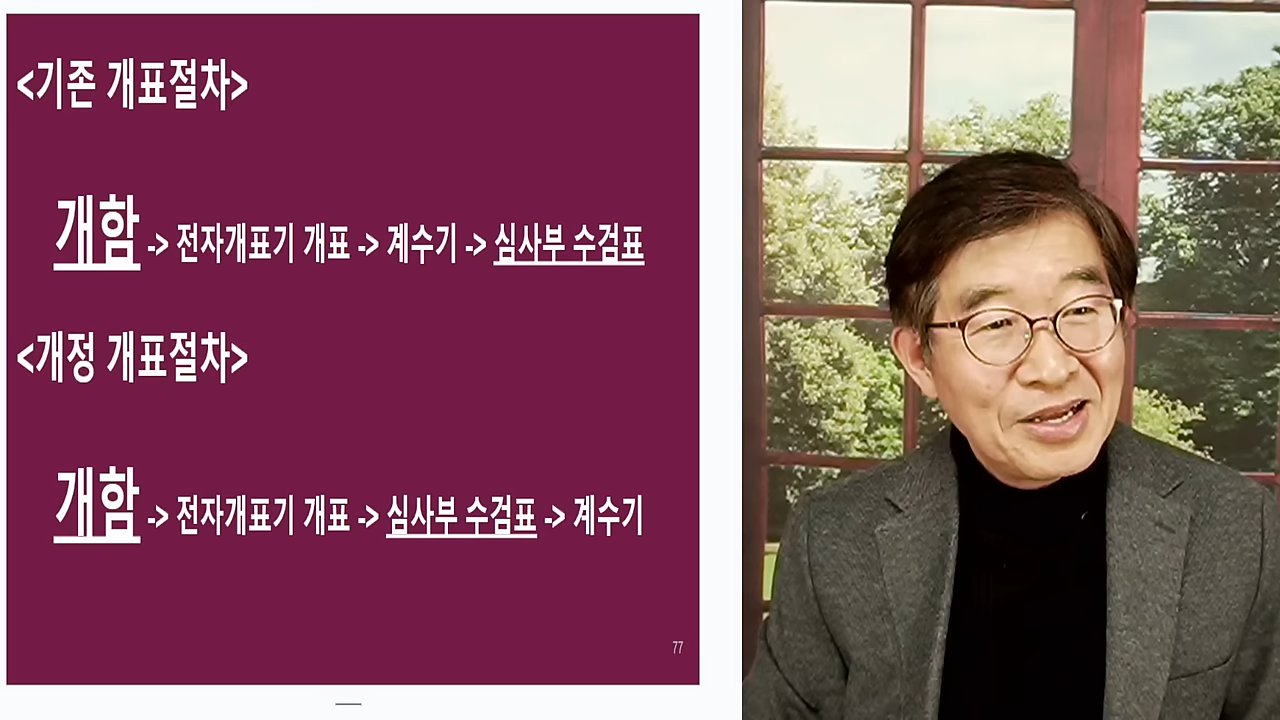 <기존 개표절차>
개함 -> 전자개표기 개표 -> 계수기 -> 심사부 수검표
<개정 개표절차>
개함 -> 전자개표기 개표 -> 심사부 수검표 -> 계수기
77